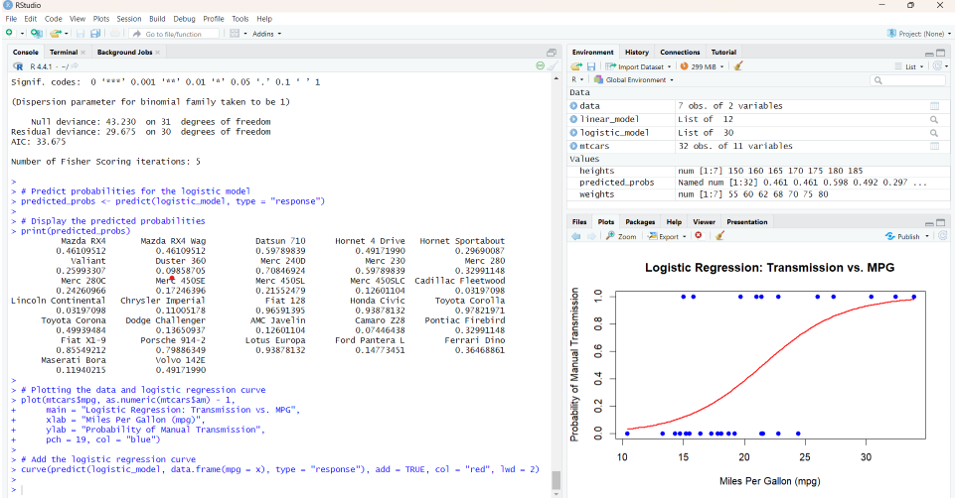 RStudio
File Edit Code View Plots Session Build Debug Profile Tools Help
Go to file/function Addins Project: (None)
Console Terminal Background Jobs
R 4.4.1 · ~/
Signif. codes:  0 ‘***’ 0.001 ‘**’ 0.01 ‘*’ 0.05 ‘.’ 0.1 ‘ ’ 1
(Dispersion parameter for binomial family taken to be 1)
Null deviance: 43.230  on 31  degrees of freedom
Residual deviance: 29.675  on 30  degrees of freedom
AIC: 33.675
Number of Fisher Scoring iterations: 5
>
> # Predict probabilities for the logistic model
> predicted_probs <- predict(logistic_model, type = "response")
>
> # Display the predicted probabilities
> print(predicted_probs)
Mazda RX4 Mazda RX4 Wag Datsun 710 Hornet 4 Drive Hornet Sportabout
0.46109512 0.46109512 0.59789839 0.49171990 0.29690087
Valiant Duster 360 Merc 240D Merc 230 Merc 280
0.25993307 0.09858705 0.70846924 0.59789839 0.32991148
Merc 280C Merc 450SE Merc 450SL Merc 450SLC Cadillac Fleetwood
0.24260966 0.17246396 0.21552479 0.12601104 0.03197098
Lincoln Continental Chrysler Imperial Fiat 128 Honda Civic Toyota Corolla
0.03197098 0.11005178 0.96591395 0.93878132 0.97821971
Toyota Corona Dodge Challenger AMC Javelin Camaro Z28 Pontiac Firebird
0.49939484 0.13650937 0.12601104 0.07446438 0.32991148
Fiat X1-9 Porsche 914-2 Lotus Europa Ford Pantera L Ferrari Dino
0.85549212 0.79886349 0.93878132 0.14773451 0.36468861
Maserati Bora Volvo 142E
0.11940215 0.49171990
>
> # Plotting the data and logistic regression curve
> plot(mtcars$mpg, as.numeric(mtcars$am) - 1,
+ main = "Logistic Regression: Transmission vs. MPG",
+ xlab = "Miles Per Gallon (mpg)",
+ ylab = "Probability of Manual Transmission",
+ pch = 19, col = "blue")
>
> # Add the logistic regression curve
> curve(predict(logistic_model, data.frame(mpg = x), type = "response"), add = TRUE, col = "red", lwd = 2)
>
>
Environment History Connections Tutorial
Import Dataset 299 MiB List
R Global Environment
Data
data 7 obs. of 2 variables
linear_model List of 12
logistic_model List of 30
mtcars 32 obs. of 11 variables
Values
heights num [1:7] 150 160 165 170 175 180 185
predicted_probs Named num [1:32] 0.461 0.461 0.598 0.492 0.297 ...
weights num [1:7] 55 60 62 68 70 75 80
Files Plots Packages Help Viewer Presentation
Zoom Export Publish
Logistic Regression: Transmission vs. MPG
Probability of Manual Transmission
1.0
0.8
0.6
0.4
0.2
0.0
10 15 20 25 30
Miles Per Gallon (mpg)